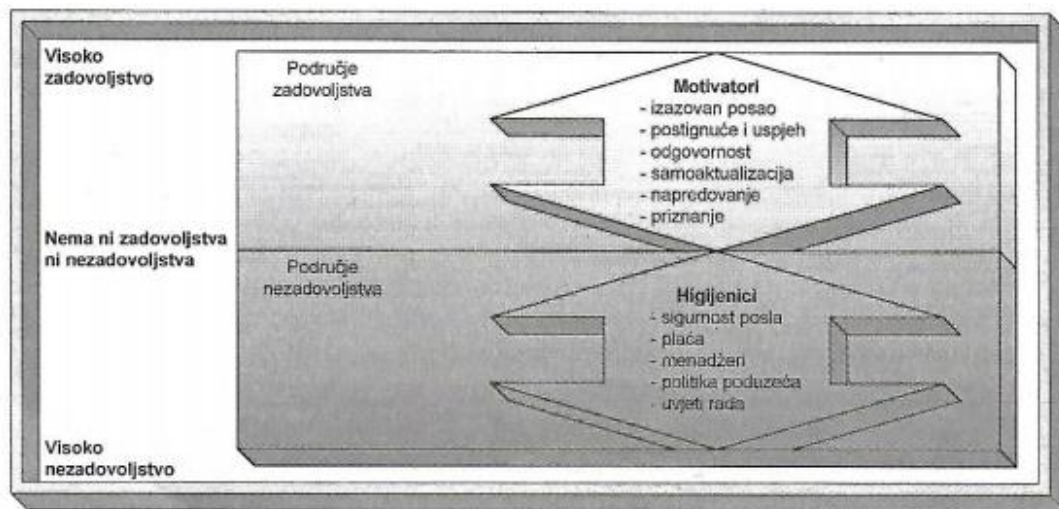 Visoko
zadovoljstvo
Područje
zadovoljstva
Motivatori
- izazovan posao
- postignuće i uspjeh
- odgovornost
- samoaktualizacija
- napredovanje
- priznanje
Nema ni zadovoljstva
ni nezadovoljstva
Područje
nezadovoljstva
Higijenici
- sigurnost posla
- plaća
- menadžeri
- politika poduzeća
- uvjeti rada
Visoko
nezadovoljstvo